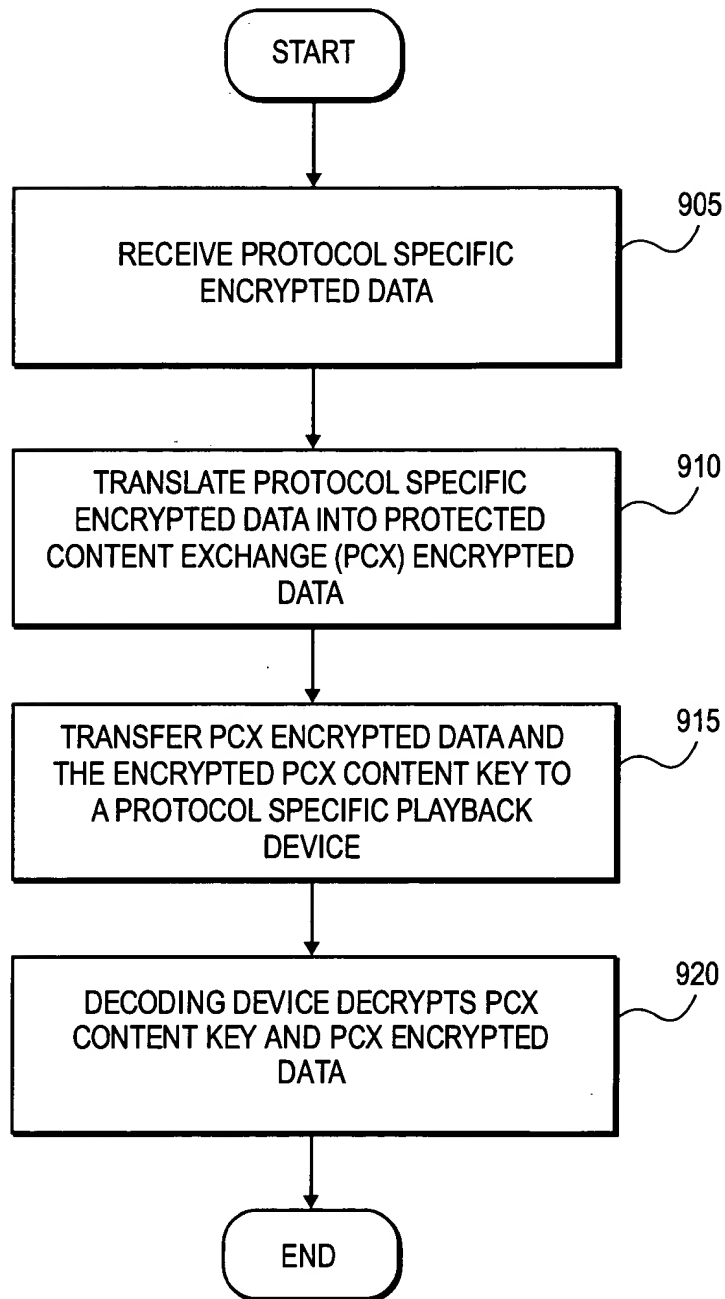 START
905
RECEIVE PROTOCOL SPECIFIC
ENCRYPTED DATA
910
TRANSLATE PROTOCOL SPECIFIC
ENCRYPTED DATA INTO PROTECTED
CONTENT EXCHANGE (PCX) ENCRYPTED
DATA
915
TRANSFER PCX ENCRYPTED DATA AND
THE ENCRYPTED PCX CONTENT KEY TO
A PROTOCOL SPECIFIC PLAYBACK
DEVICE
920
DECODING DEVICE DECRYPTS PCX
CONTENT KEY AND PCX ENCRYPTED
DATA
END